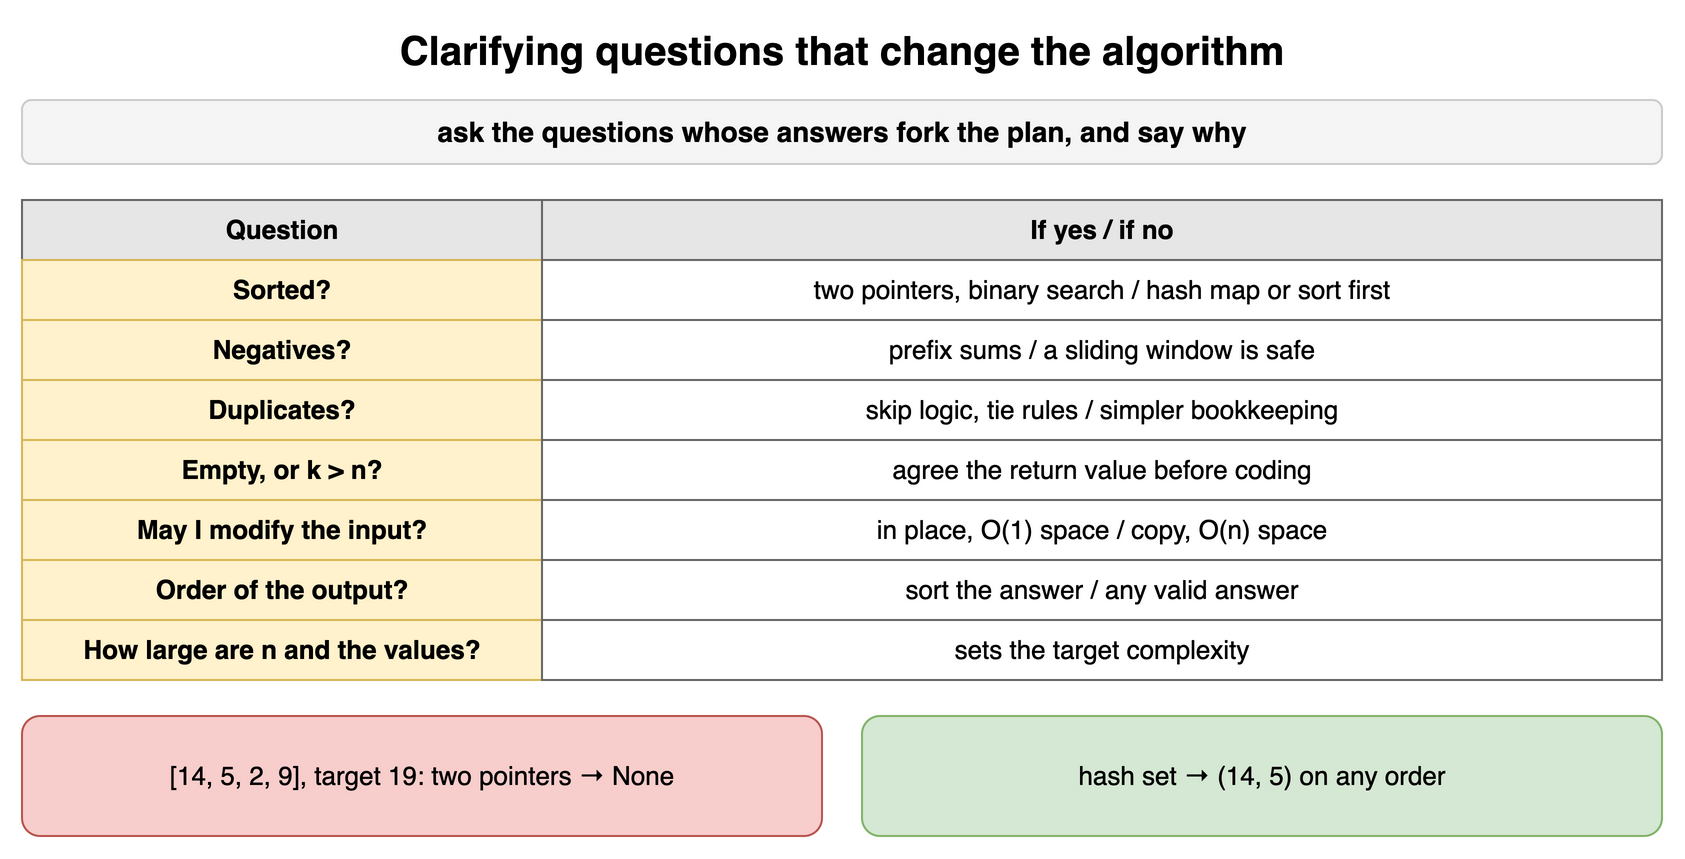 Clarifying questions that change the algorithm
ask the questions whose answers fork the plan, and say why
Question
If yes / if no
Sorted?
two pointers, binary search / hash map or sort first
Negatives?
prefix sums / a sliding window is safe
Duplicates?
skip logic, tie rules / simpler bookkeeping
Empty, or k > n?
agree the return value before coding
May I modify the input?
in place, O(1) space / copy, O(n) space
Order of the output?
sort the answer / any valid answer
How large are n and the values?
sets the target complexity
[14, 5, 2, 9], target 19: two pointers → None
hash set → (14, 5) on any order